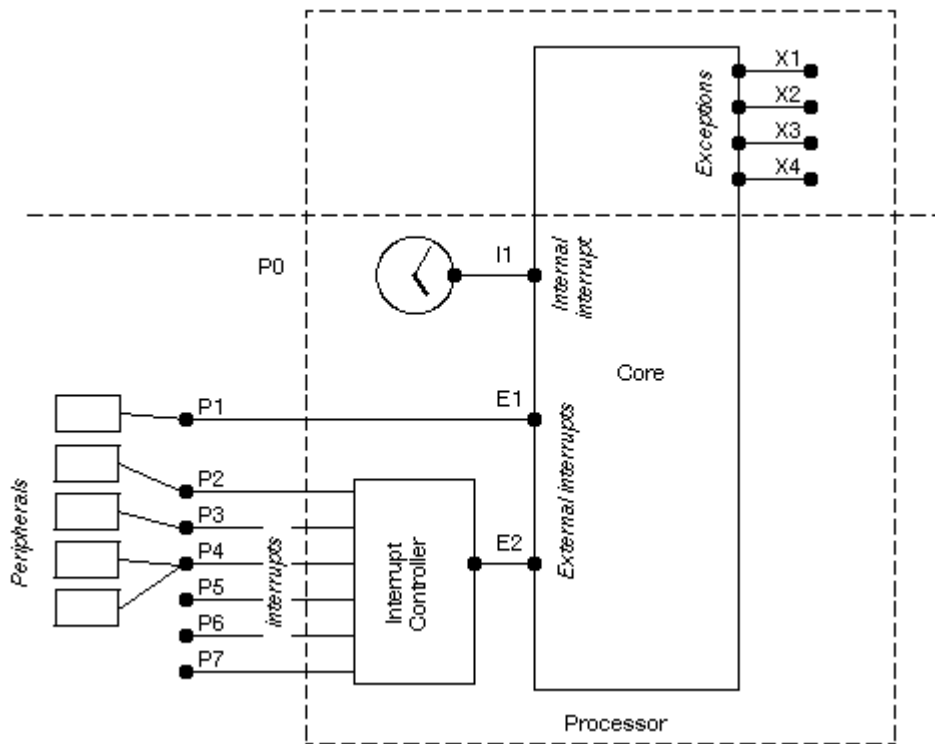 X1
X2
X3
X4
Exceptions
P0
I1
Internal
interrupt
Core
P1
E1
P2
P3
P4
P5
P6
P7
Peripherals
interrupts
Interrupt
Controller
E2
External interrupts
Processor